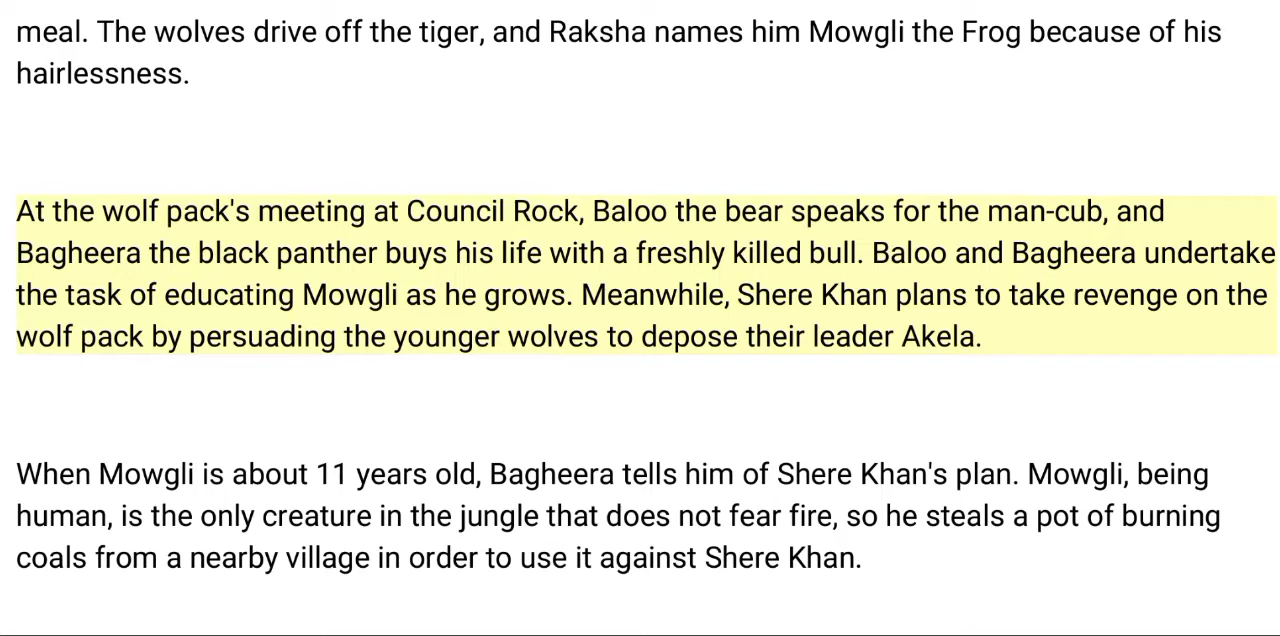 meal. The wolves drive off the tiger, and Raksha names him Mowgli the Frog because of his
hairlessness.
At the wolf pack's meeting at Council Rock, Baloo the bear speaks for the man-cub, and
Bagheera the black panther buys his life with a freshly killed bull. Baloo and Bagheera undertake
the task of educating Mowgli as he grows. Meanwhile, Shere Khan plans to take revenge on the
wolf pack by persuading the younger wolves to depose their leader Akela.
When Mowgli is about 11 years old, Bagheera tells him of Shere Khan's plan. Mowgli, being
human, is the only creature in the jungle that does not fear fire, so he steals a pot of burning
coals from a nearby village in order to use it against Shere Khan.